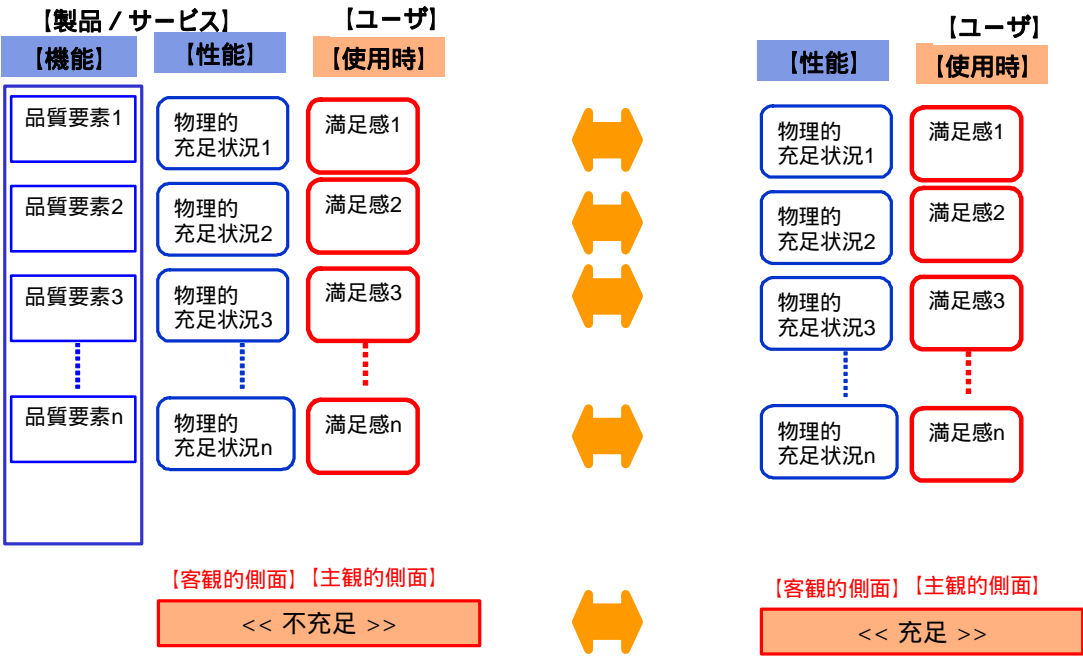 【製品/サービス】
【ユーザ】
【機能】
【性能】
【使用時】
品質要素1
物理的
充足状況1
満足感1
品質要素2
物理的
充足状況2
満足感2
品質要素3
物理的
充足状況3
満足感3
品質要素n
物理的
充足状況n
満足感n
【客観的側面】【主観的側面】
<< 不充足 >>
【ユーザ】
【性能】
【使用時】
物理的
充足状況1
満足感1
物理的
充足状況2
満足感2
物理的
充足状況3
満足感3
物理的
充足状況n
満足感n
【客観的側面】【主観的側面】
<< 充足 >>